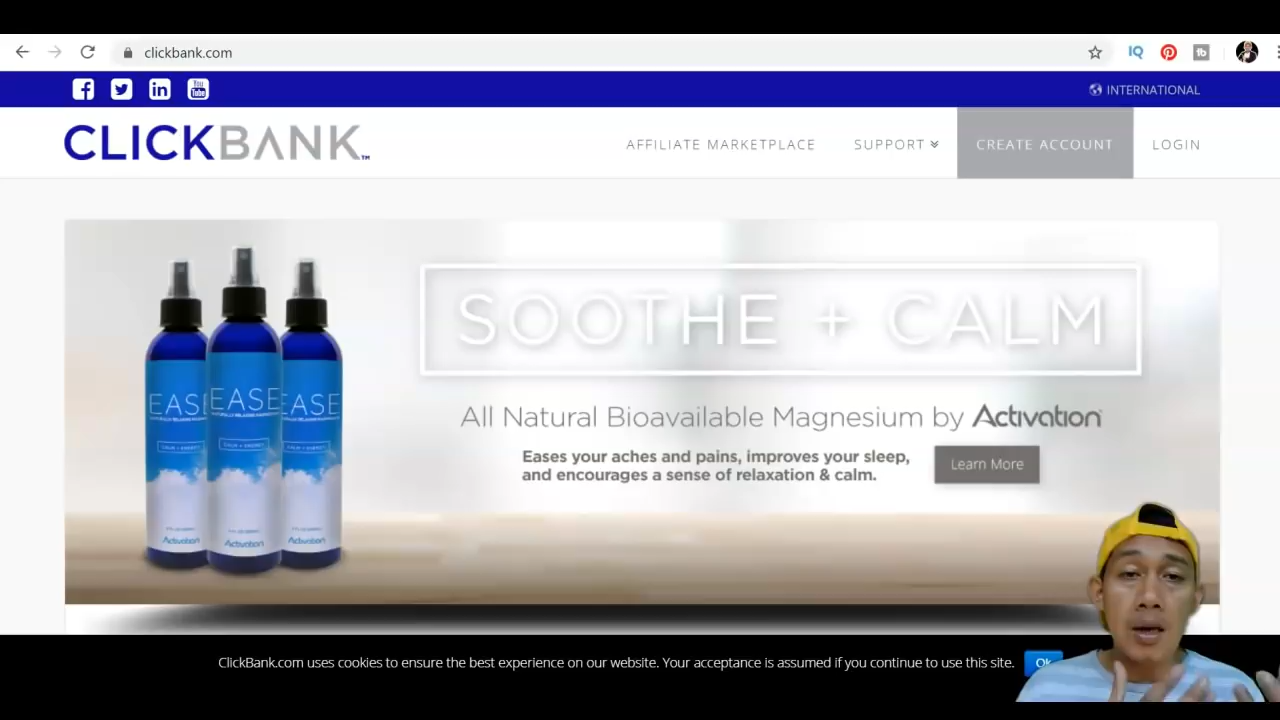 clickbank.com
IQ
INTERNATIONAL
CLICKBANK™
AFFILIATE MARKETPLACE SUPPORT CREATE ACCOUNT LOGIN
SOOTHE + CALM
All Natural Bioavailable Magnesium by Activation
Eases your aches and pains, improves your sleep,
and encourages a sense of relaxation & calm.
Learn More
EASE EASE EASE
Activation Activation Activation
ClickBank.com uses cookies to ensure the best experience on our website. Your acceptance is assumed if you continue to use this site. Ok